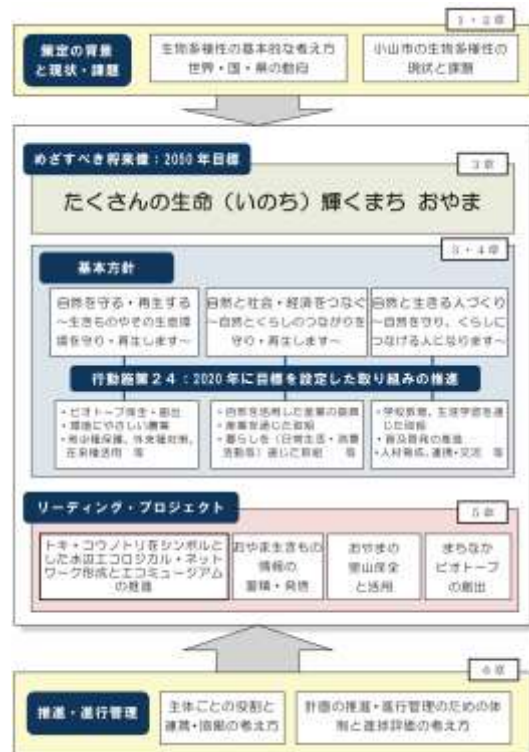 1・2章
策定の背景
と現状・課題
生物多様性の基本的な考え方
世界・国・県の動向
小山市の生物多様性の
現状と課題
めざすべき将来像：2050年目標
3章
たくさんの生命（いのち）輝くまち おやま
3・4章
基本方針
自然を守る・再生する
～生きものやその生息環
境を守り・再生します～
自然と社会・経済をつなぐ
～自然とくらしのつながりを
守り・再生します～
自然と生きる人づくり
～自然を守り、くらしに
つなげる人になります～
行動施策２４：2020年に目標を設定した取り組みの推進
・ビオトープ保全・創出
・環境にやさしい農業
・希少種保護、外来種対策、
在来種活用 等
・自然を活用した産業の振興
・産業を通じた取組
・暮らしを（日常生活・消費
活動等）通じた取組 等
・学校教育、生涯学習を通
じた取組
・普及啓発の推進
・人材育成、連携・交流 等
リーディング・プロジェクト
5章
トキ・コウノトリをシンボルと
した水辺エコロジカル・ネット
ワーク形成とエコミュージアム
の推進
おやま生きもの
情報の
蓄積・発信
おやまの
里山保全
と活用
まちなか
ビオトープ
の創出
6章
推進・進行管理
主体ごとの役割と
連携・協働の考え方
計画の推進・進行管理のための体
制と進捗評価の考え方